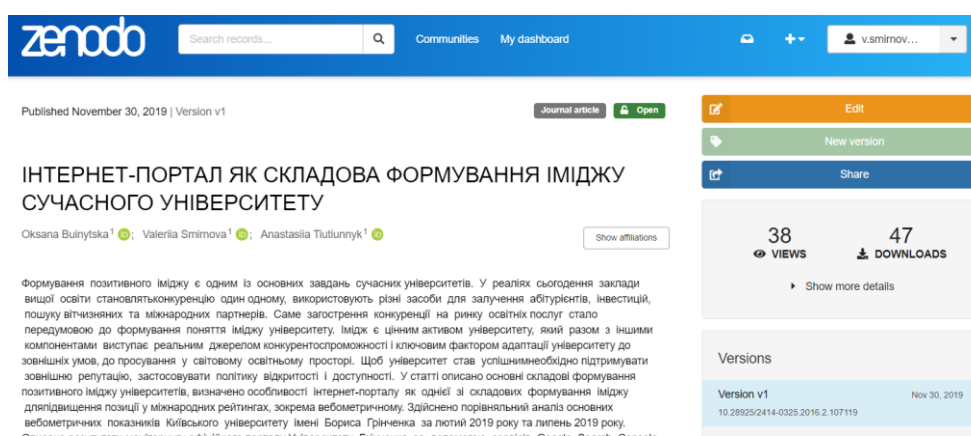 zenodo
Search records...
Communities
My dashboard
v.smirnov...
Published November 30, 2019 | Version v1
Journal article
Open
ІНТЕРНЕТ-ПОРТАЛ ЯК СКЛАДОВА ФОРМУВАННЯ ІМІДЖУ
СУЧАСНОГО УНІВЕРСИТЕТУ
Oksana Buinytska1; Valeriia Smirnova1; Anastasiia Tiutiunnyk1
Show affiliations
Формування позитивного іміджу є одним із основних завдань сучасних університетів. У реаліях сьогодення заклади
вищої освіти становлятьконкуренцію один одному, використовують різні засоби для залучення абітурієнтів, інвестицій,
пошуку вітчизняних та міжнародних партнерів. Саме загострення конкуренції на ринку освітніх послуг стало
передумовою до формування поняття іміджу університету. Імідж є цінним активом університету, який разом з іншими
компонентами виступає реальним джерелом конкурентоспроможності і ключовим фактором адаптації університету до
зовнішніх умов, до просування у світовому освітньому просторі. Щоб університет став успішнимнеобхідно підтримувати
зовнішню репутацію, застосовувати політику відкритості і доступності. У статті описано основні складові формування
позитивного іміджу університетів, визначено особливості інтернет-порталу як однієї зі складових формування іміджу
дляпідвищення позиції у міжнародних рейтингах, зокрема вебометричному. Здійснено порівняльний аналіз основних
вебометричних показників Київського університету імені Бориса Грінченка за лютий 2019 року та липень 2019 року.
Edit
New version
Share
38
VIEWS
47
DOWNLOADS
Show more details
Versions
Version v1
Nov 30, 2019
10.28925/2414-0325.2016.2.107119